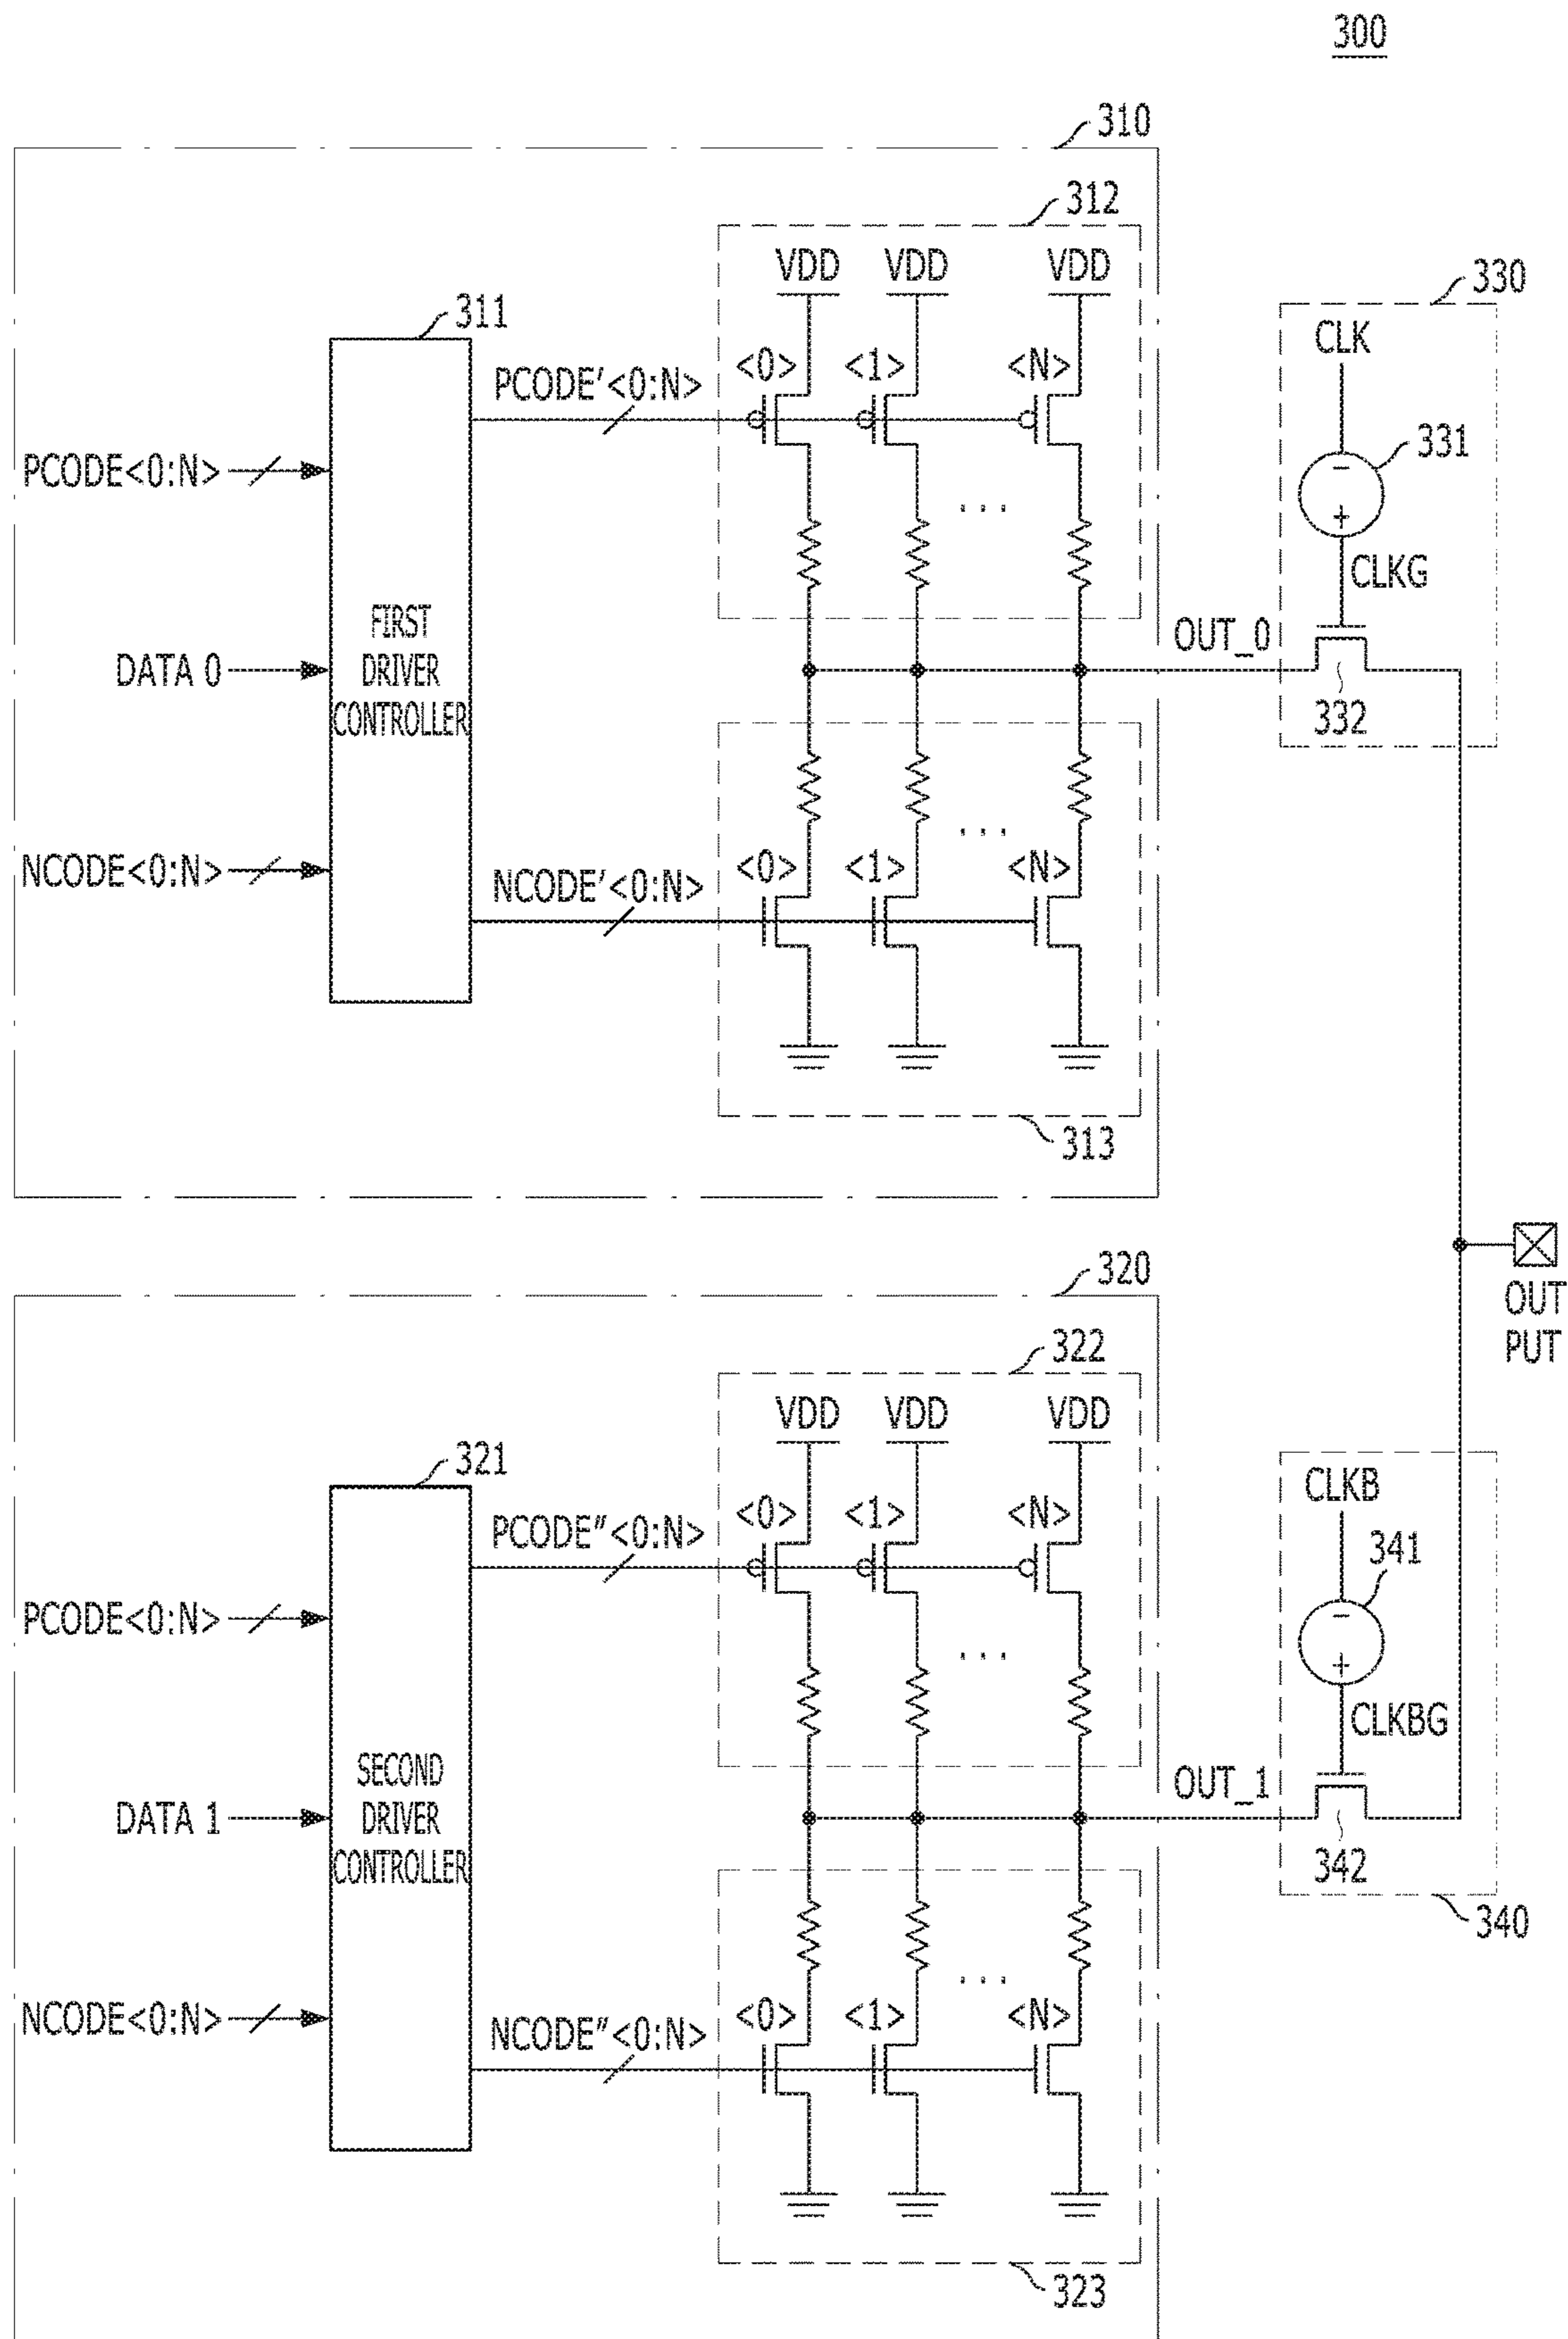 300
310
312
VDD VDD VDD
330
CLK
311
<0> <1> <N>
PCODE'<0:N>
331
PCODE<0:N>
- 
+
...
CLKG
FIRST
DRIVER
CONTROLLER
DATA 0
OUT_0
332
...
NCODE<0:N>
<0> <1> <N>
NCODE'<0:N>
313
320
OUT
PUT
322
VDD VDD VDD
321
340
CLKB
<0> <1> <N>
PCODE"<0:N>
341
PCODE<0:N>
-
+
...
CLKBG
SECOND
DRIVER
CONTROLLER
DATA 1
OUT_1
342
...
NCODE<0:N>
<0> <1> <N>
NCODE"<0:N>
323